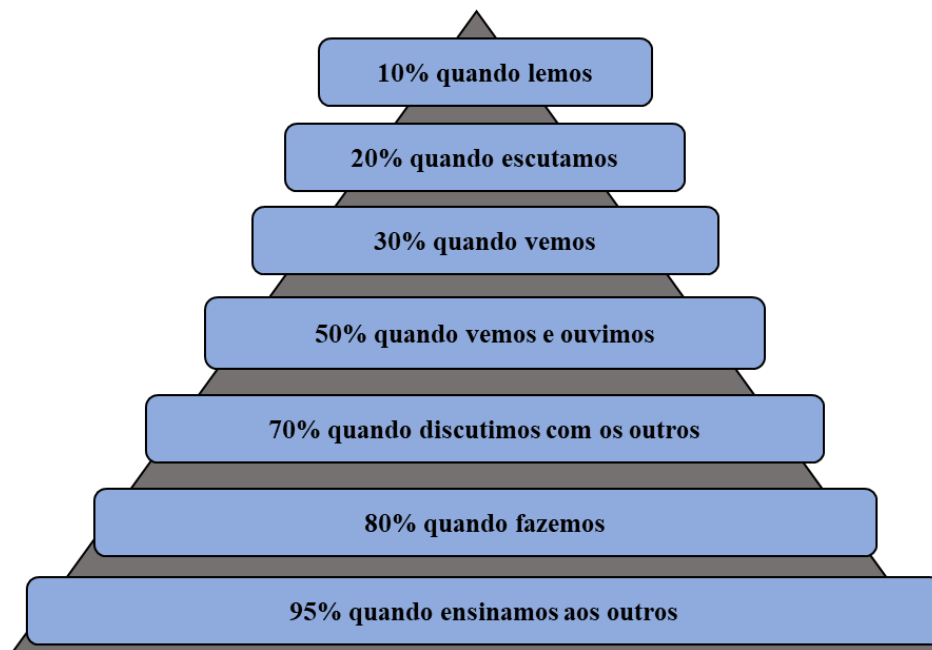 10% quando lemos
20% quando escutamos
30% quando vemos
50% quando vemos e ouvimos
70% quando discutimos com os outros
80% quando fazemos
95% quando ensinamos aos outros